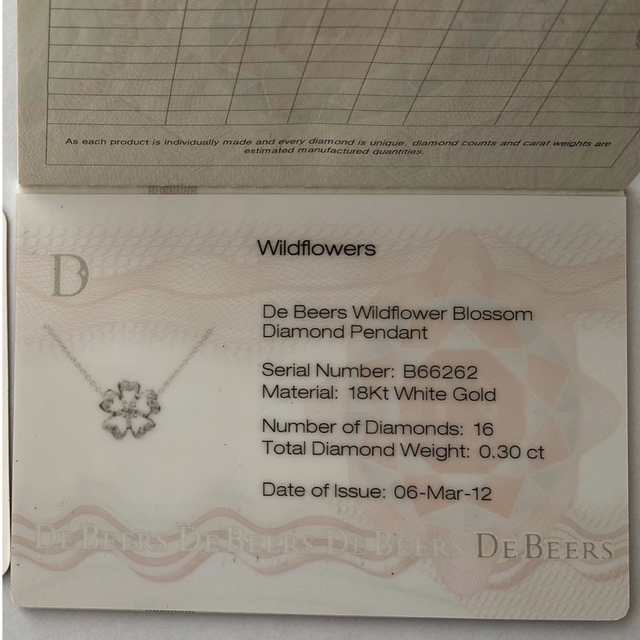 As each product is individually made and every diamond is unique, diamond counts and carat weights are
estimated manufactured quantities.
D
Wildflowers
De Beers Wildflower Blossom
Diamond Pendant
Serial Number: B66262
Material: 18Kt White Gold
Number of Diamonds: 16
Total Diamond Weight: 0.30 ct
Date of Issue: 06-Mar-12
DE BEERS DE BEERS DE BEERS DE BEERS